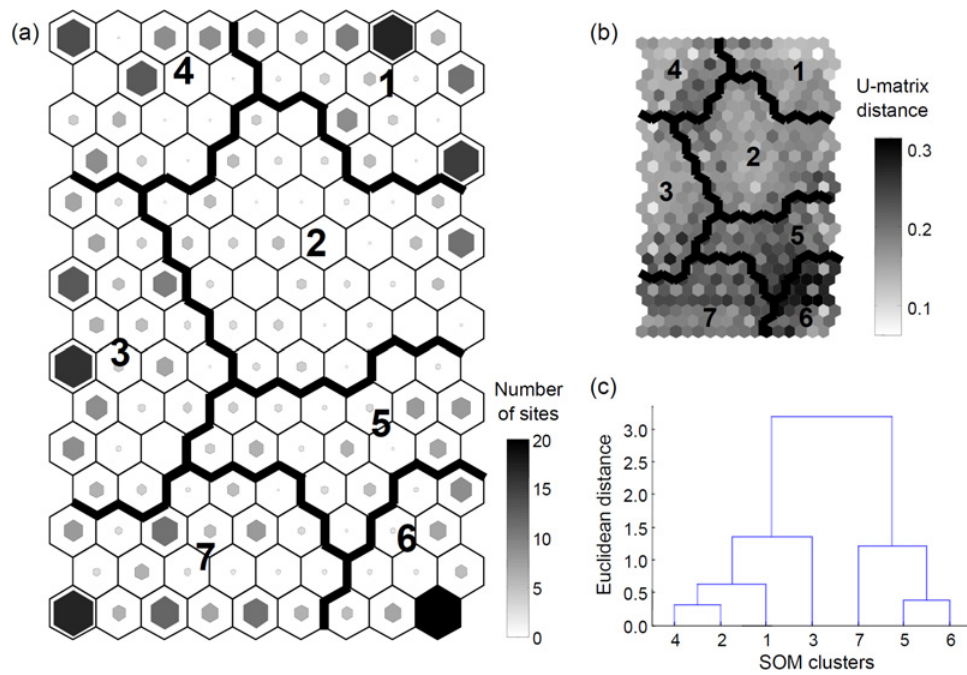 (a)
4
1
2
3
5
6
7
Number
of sites
20
15
10
5
0
(b)
4
1
2
3
5
7
6
U-matrix
distance
0.3
0.2
0.1
(c)
Euclidean distance
3.0
2.5
2.0
1.5
1.0
0.5
0.0
4 2 1 3 7 5 6
SOM clusters